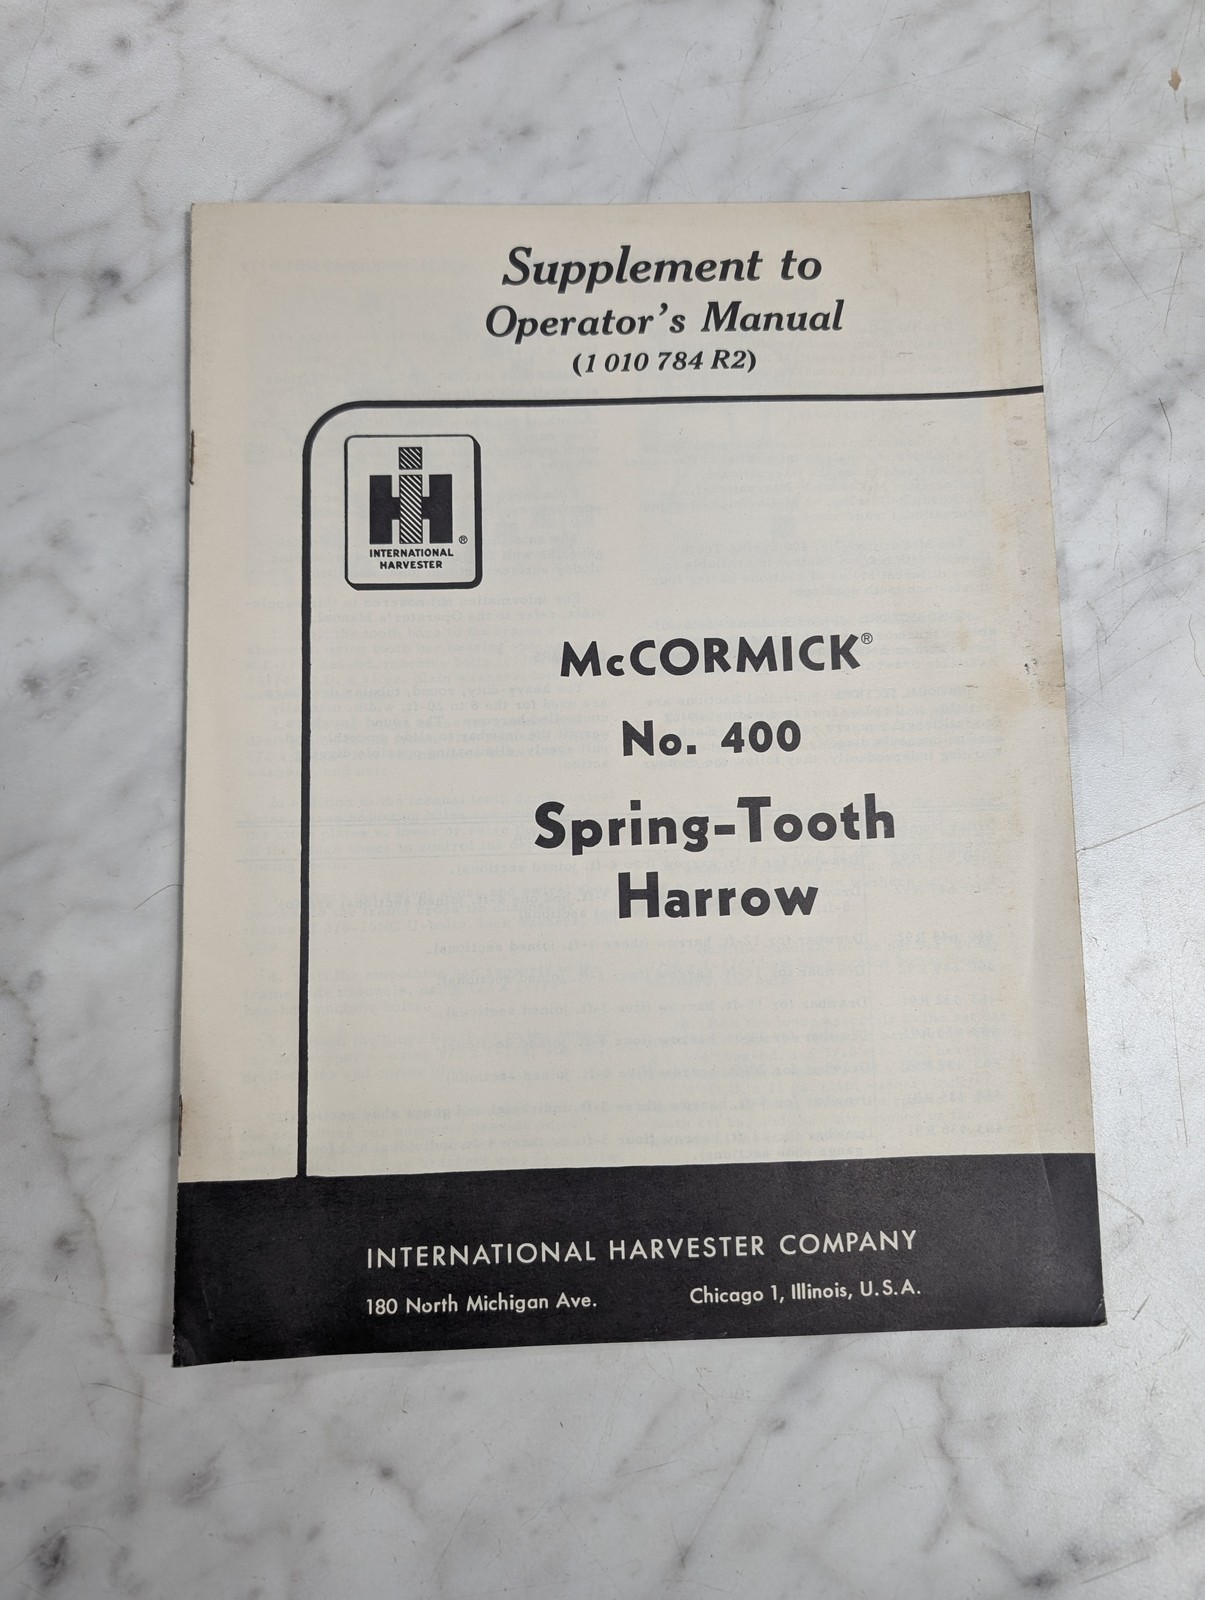 Supplement to
Operator's Manual
(1 010 784 R2)
IH ®
INTERNATIONAL
HARVESTER
McCORMICK®
No. 400
Spring-Tooth
Harrow
INTERNATIONAL HARVESTER COMPANY
180 North Michigan Ave. Chicago 1, Illinois, U.S.A.